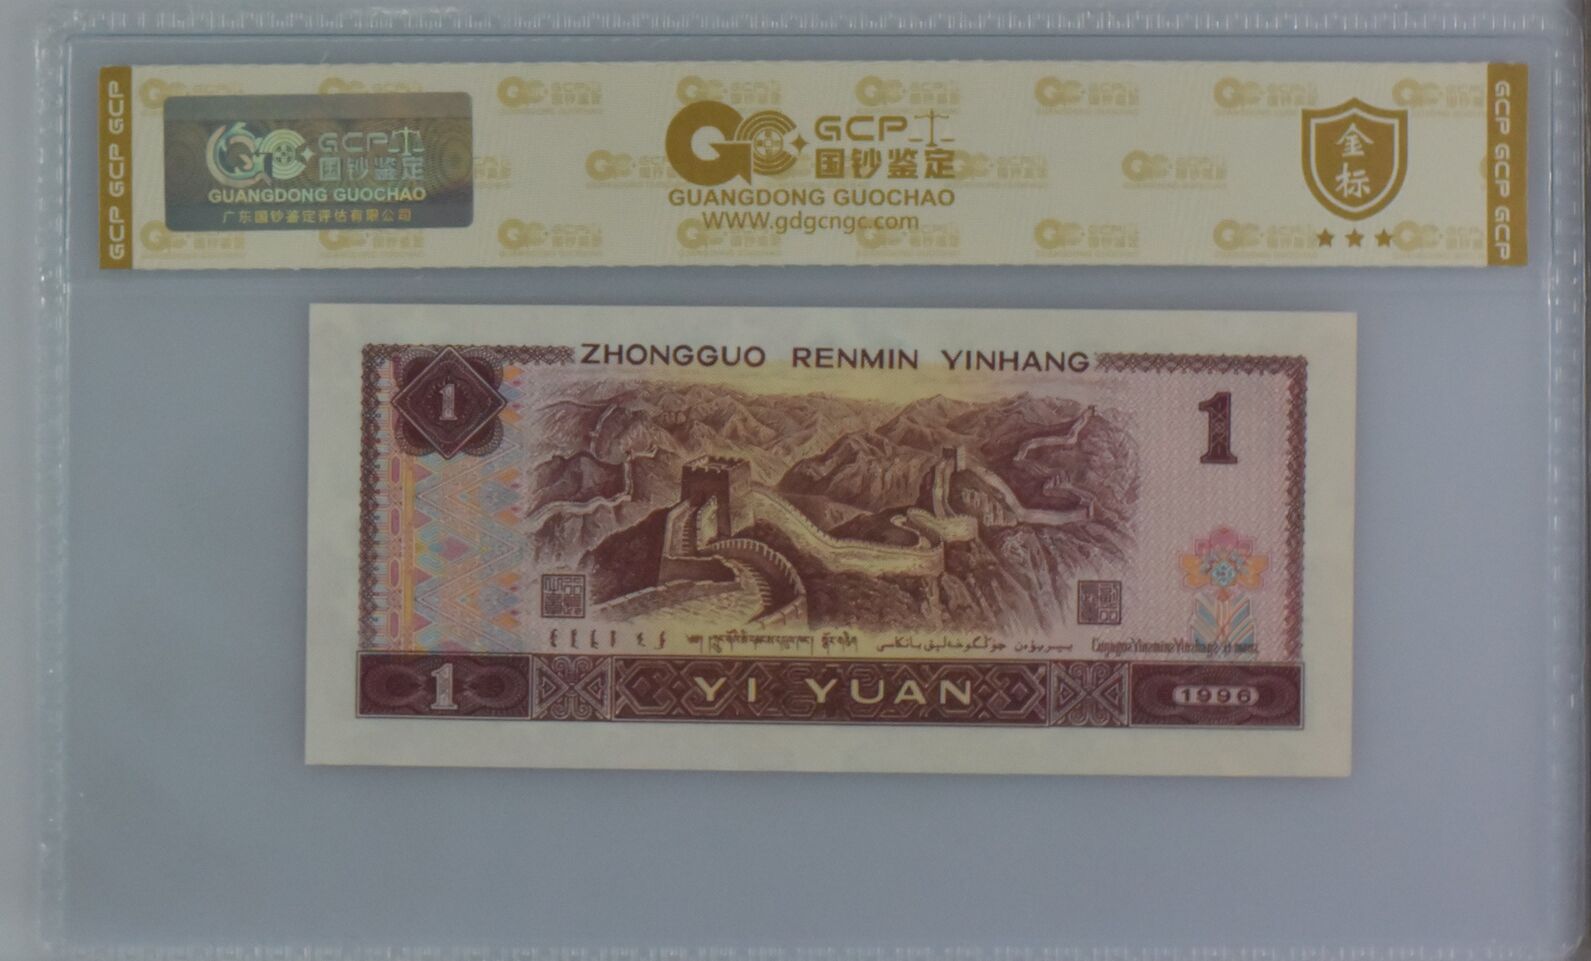 GCP GCP GCP
GCP 国钞鉴定
GUANGDONG GUOCHAO
广东国钞鉴定评估有限公司
GCP
国钞鉴定
GUANGDONG GUOCHAO
WWW.gdgcngc.com
金标
GCP GCP GCP
ZHONGGUO RENMIN YINHANG
1
1
1
YI YUAN
1996